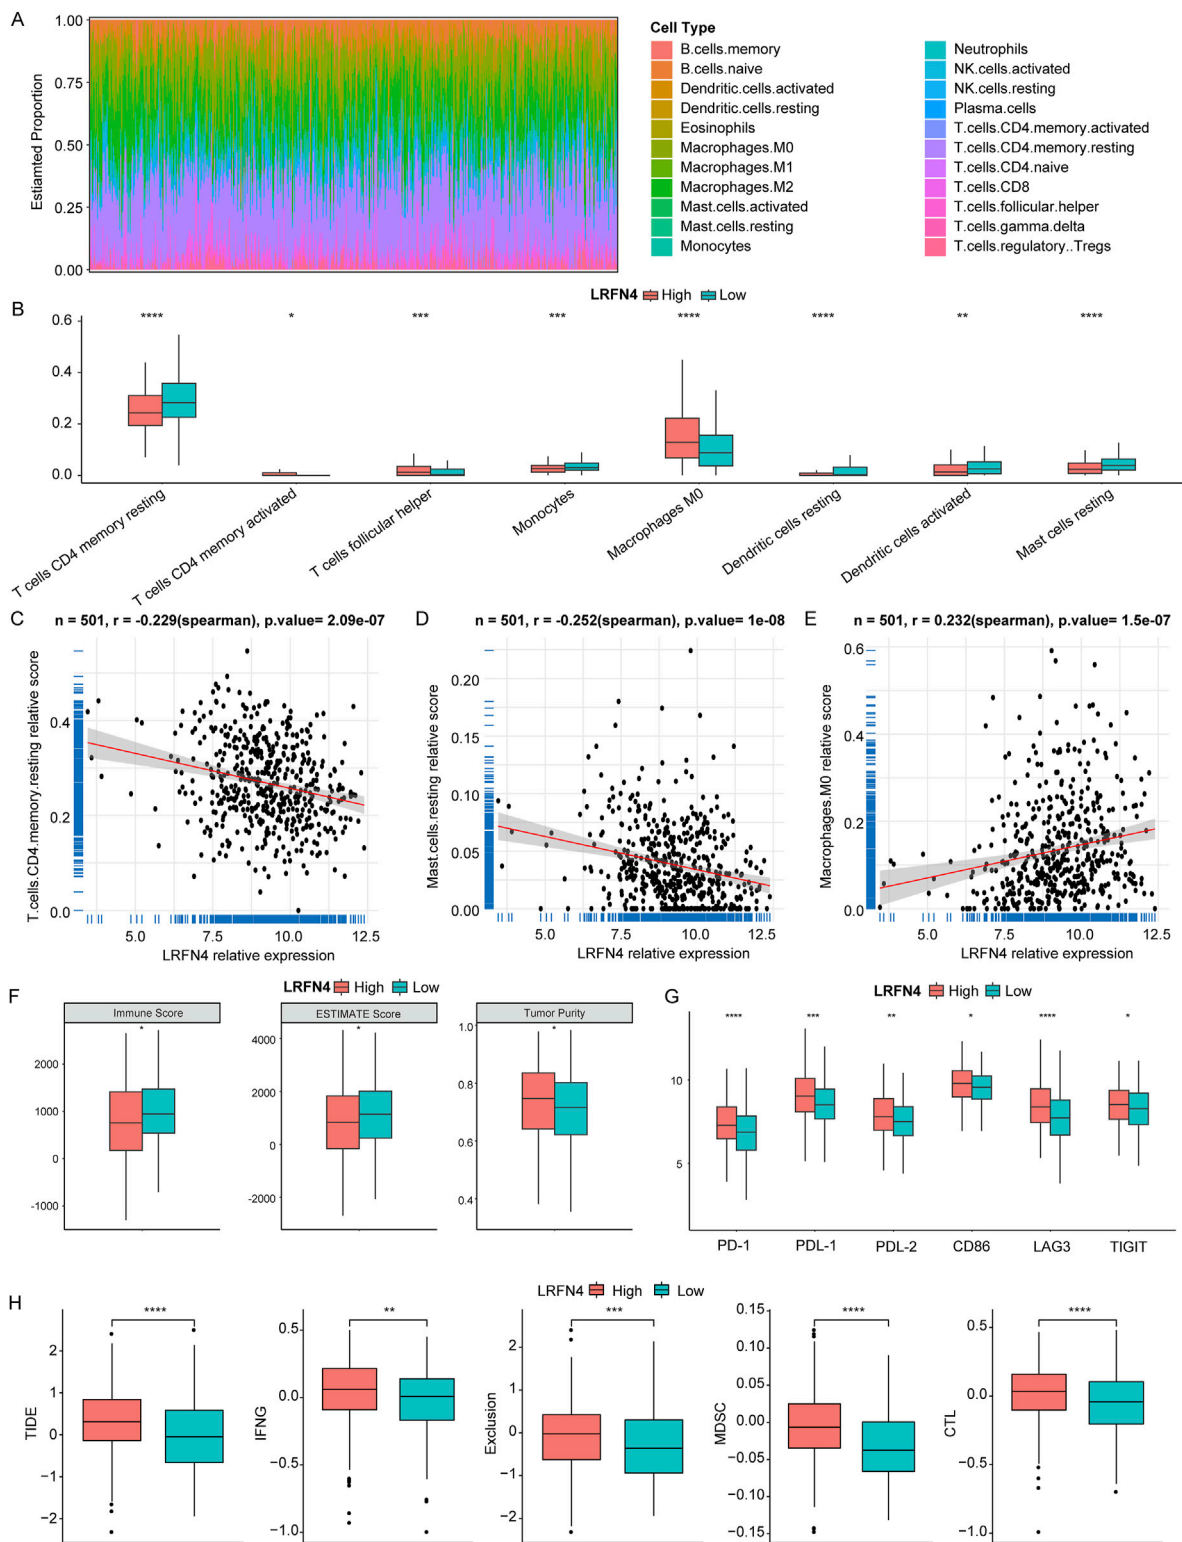 A
1.00
0.75
0.50
0.25
0.00
Estiamted Proportion
Cell Type
B.cells.memory
B.cells.naive
Dendritic.cells.activated
Dendritic.cells.resting
Eosinophils
Macrophages.M0
Macrophages.M1
Macrophages.M2
Mast.cells.activated
Mast.cells.resting
Monocytes
Neutrophils
NK.cells.activated
NK.cells.resting
Plasma.cells
T.cells.CD4.memory.activated
T.cells.CD4.memory.resting
T.cells.CD4.naive
T.cells.CD8
T.cells.follicular.helper
T.cells.gamma.delta
T.cells.regulatory..Tregs
B
LRFN4 High Low
0.6
0.4
0.2
0.0
**** * *** *** **** **** ** ****
T cells CD4 memory resting
T cells CD4 memory activated
T cells follicular helper
Monocytes
Macrophages M0
Dendritic cells resting
Dendritic cells activated
Mast cells resting
C
n = 501, r = -0.229(spearman), p.value= 2.09e-07
T.cells.CD4.memory.resting relative score
0.4
0.2
0.0
5.0 7.5 10.0 12.5
LRFN4 relative expression
D
n = 501, r = -0.252(spearman), p.value= 1e-08
Mast.cells.resting relative score
0.20
0.15
0.10
0.05
0.00
5.0 7.5 10.0 12.5
LRFN4 relative expression
E
n = 501, r = 0.232(spearman), p.value= 1.5e-07
Macrophages.M0 relative score
0.6
0.4
0.2
0.0
5.0 7.5 10.0 12.5
LRFN4 relative expression
F
LRFN4 High Low
Immune Score
*
2000
1000
0
-1000
ESTIMATE Score
*
4000
2000
0
-2000
Tumor Purity
*
1.0
0.8
0.6
0.4
G
LRFN4 High Low
**** *** ** * **** *
10
5
PD-1 PDL-1 PDL-2 CD86 LAG3 TIGIT
H
LRFN4 High Low
TIDE
****
2
1
0
−1
−2
IFNG
**
0.5
0.0
−0.5
−1.0
Exclusion
***
2
1
0
−1
−2
MDSC
****
0.15
0.10
0.05
0.00
−0.05
−0.10
−0.15
CTL
****
0.5
0.0
−0.5
−1.0